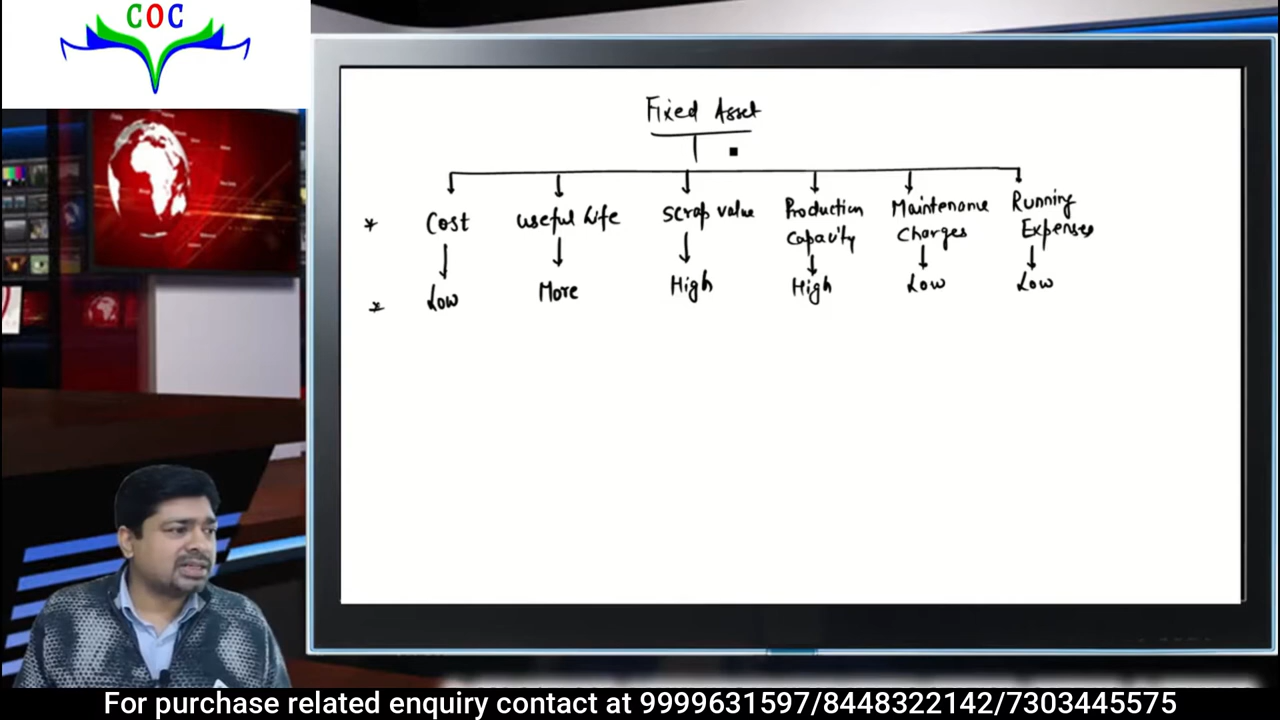 COC
Fixed Asset
* Cost Useful Life Scrap value Production Capacity Maintenance Charges Running Expenses
* Low More High High Low Low
For purchase related enquiry contact at 9999631597/8448322142/7303445575